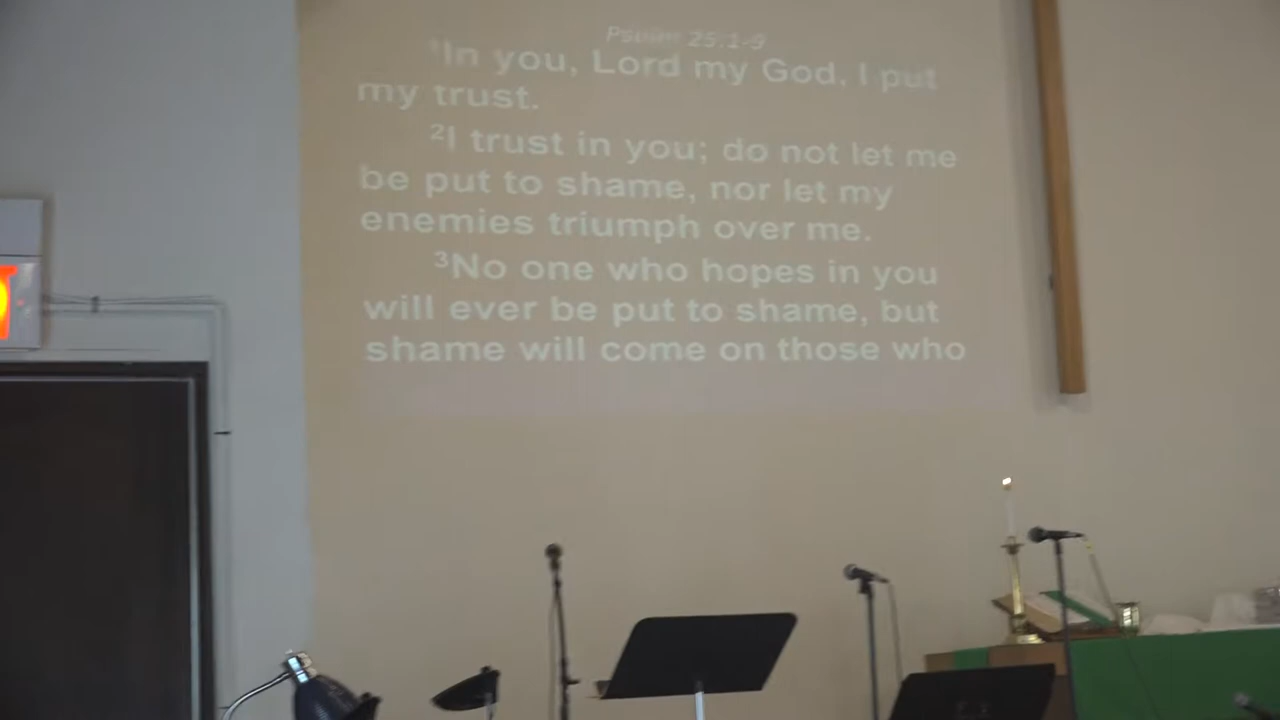 Psalm 25:1-9
¹In you, Lord my God, I put
my trust.
²I trust in you; do not let me
be put to shame, nor let my
enemies triumph over me.
³No one who hopes in you
will ever be put to shame, but
shame will come on those who